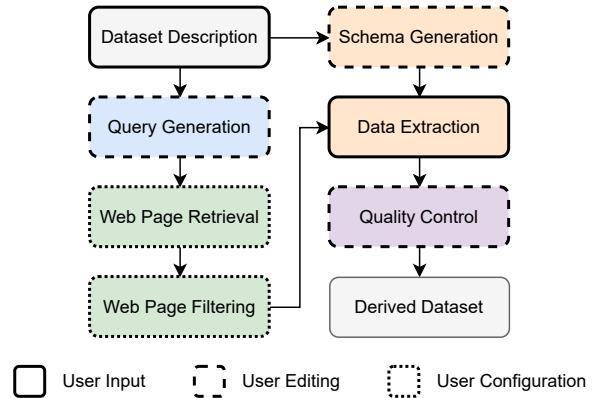 Dataset Description
Schema Generation
Query Generation
Data Extraction
Web Page Retrieval
Quality Control
Web Page Filtering
Derived Dataset
User Input
User Editing
User Configuration